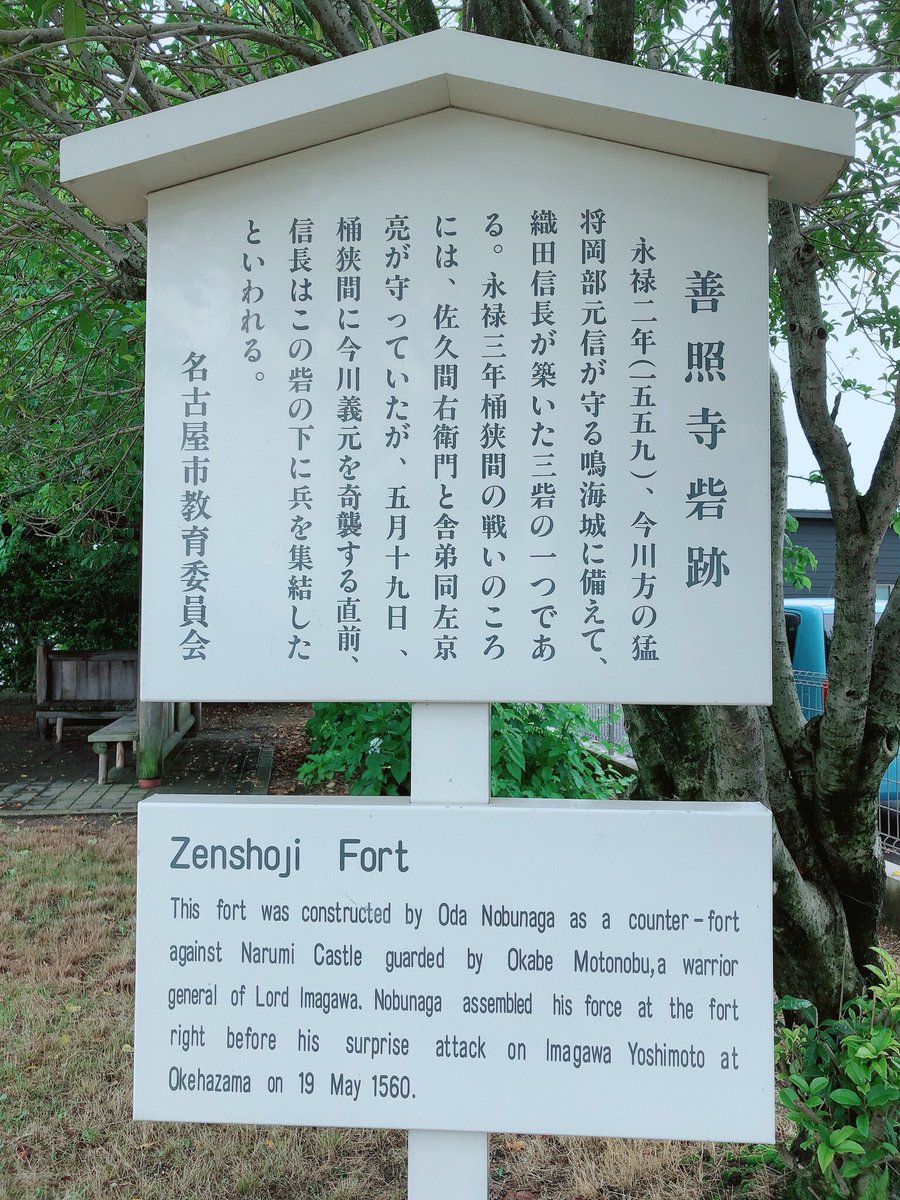 善照寺砦跡
永禄二年(一五五九)、今川方の猛
将岡部元信が守る鳴海城に備えて、
織田信長が築いた三砦の一つであ
る。永禄三年桶狭間の戦いのころ
には、佐久間右衛門と舎弟同左京
亮が守っていたが、五月十九日、
桶狭間に今川義元を奇襲する直前、
信長はこの砦の下に兵を集結した
といわれる。
名古屋市教育委員会
Zenshoji Fort
This fort was constructed by Oda Nobunaga as a counter-fort
against Narumi Castle guarded by Okabe Motonobu,a warrior
general of Lord Imagawa. Nobunaga assembled his force at the fort
right before his surprise attack on Imagawa Yoshimoto at
Okehazama on 19 May 1560.